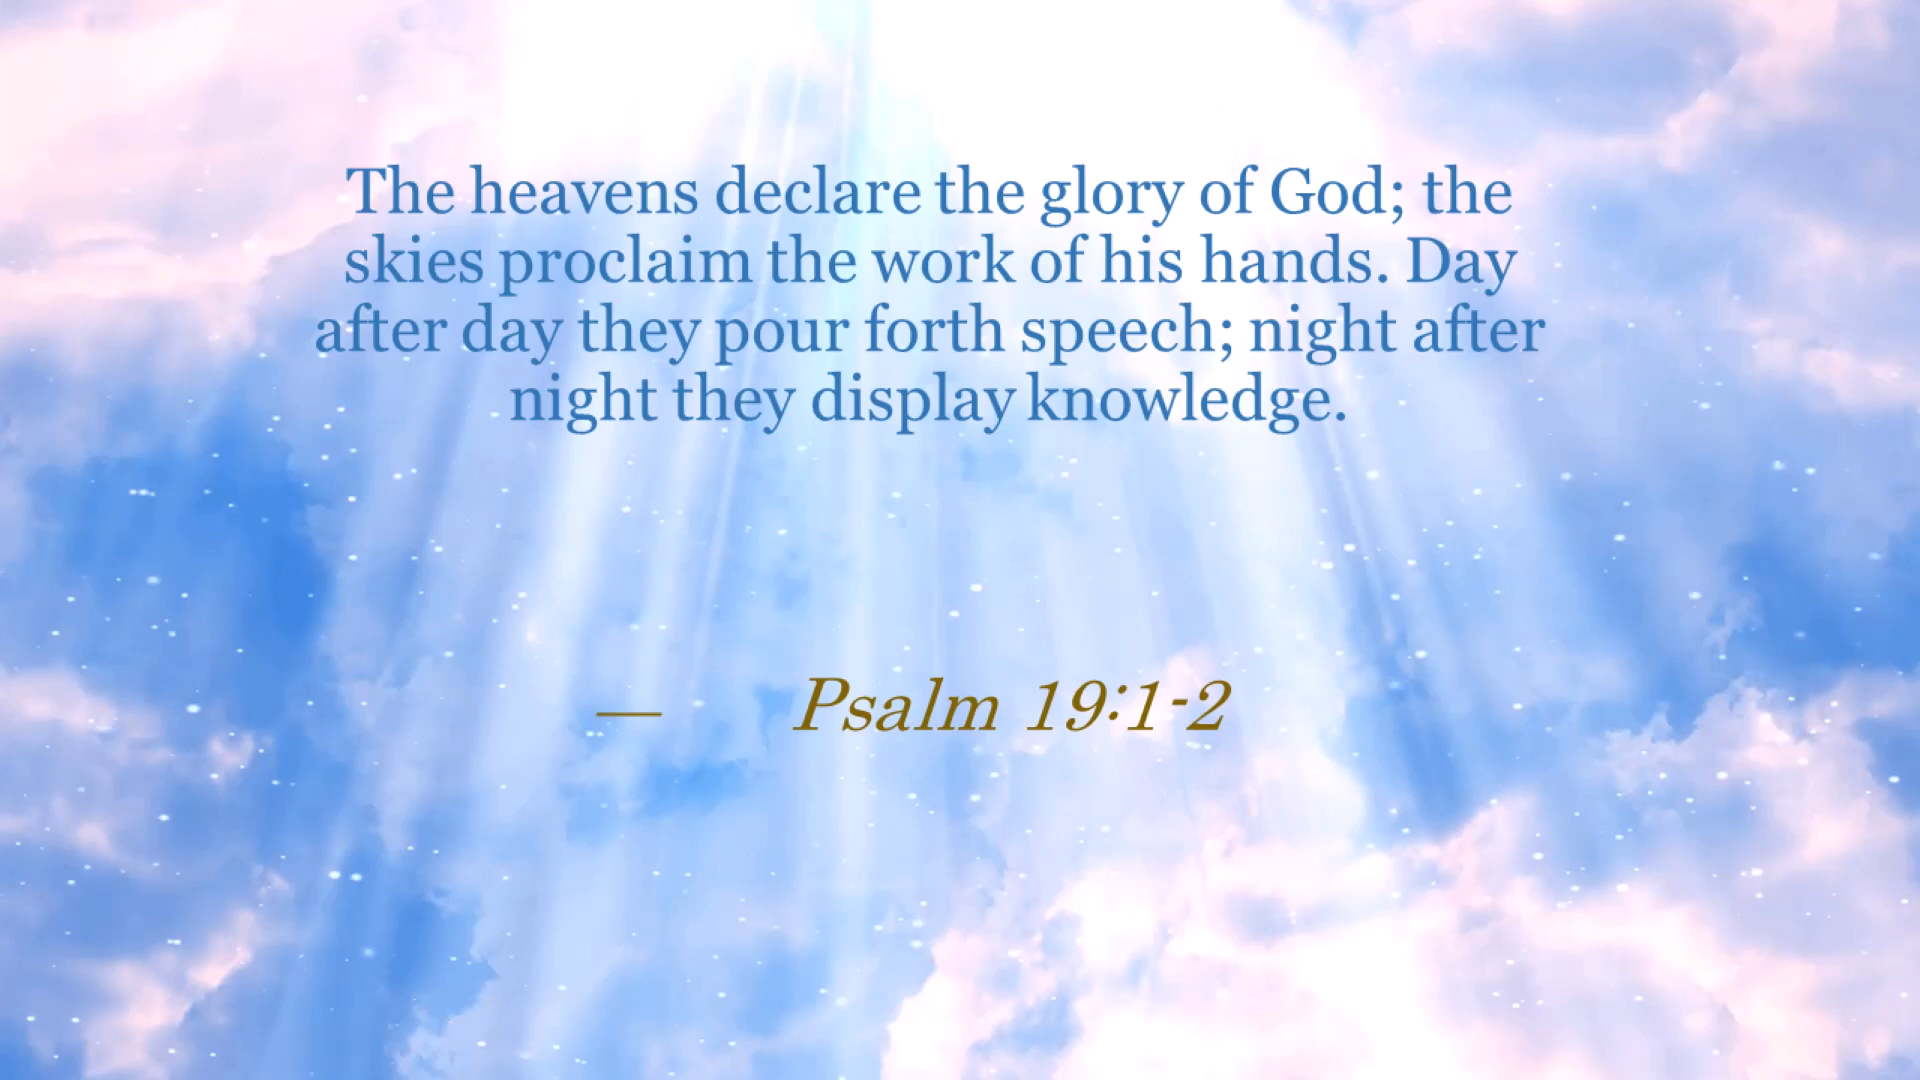 The heavens declare the glory of God; the
skies proclaim the work of his hands. Day
after day they pour forth speech; night after
night they display knowledge.
— Psalm 19:1-2